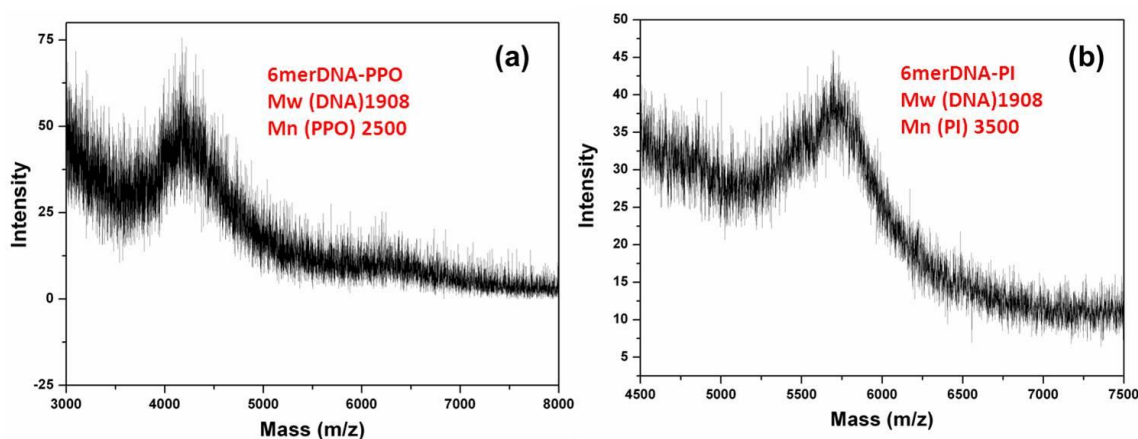 (a)
6merDNA-PPO
Mw (DNA)1908
Mn (PPO) 2500
Intensity
75
50
25
0
-25
3000 4000 5000 6000 7000 8000
Mass (m/z)
(b)
6merDNA-PI
Mw (DNA)1908
Mn (PI) 3500
Intensity
50
45
40
35
30
25
20
15
10
5
4500 5000 5500 6000 6500 7000 7500
Mass (m/z)